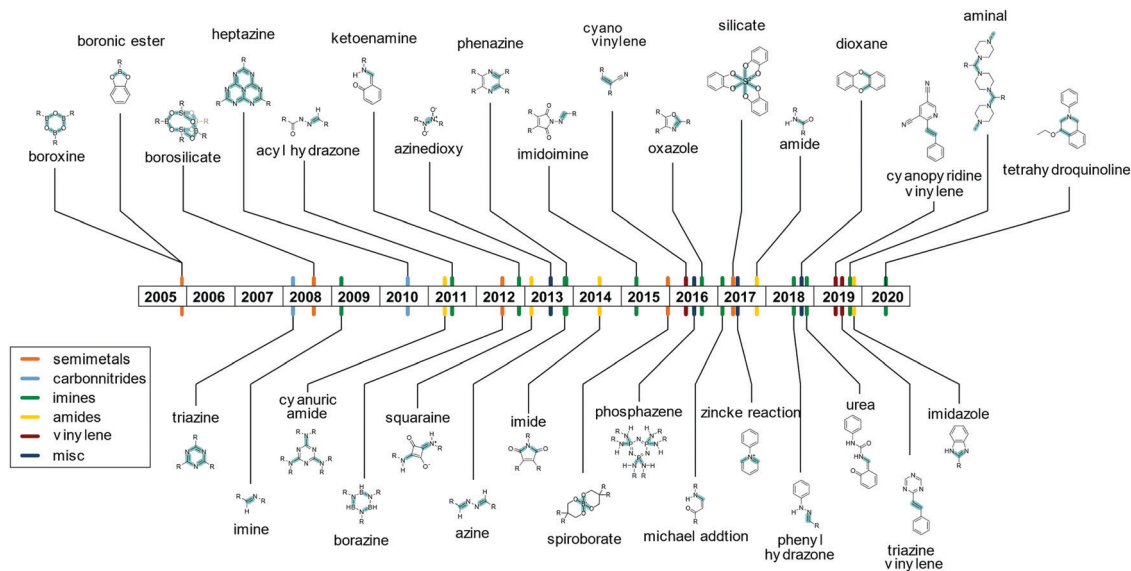 boronic ester
heptazine
ketoenamine
phenazine
cyano
vinylene
silicate
dioxane
aminal
boroxine
borosilicate
acyl hydrazone
azinedioxy
imidoimine
oxazole
amide
cyanopyridine
vinylene
tetrahydroquinoline
2005 2006 2007 2008 2009 2010 2011 2012 2013 2014 2015 2016 2017 2018 2019 2020
semimetals
carbonnitrides
imines
amides
vinylene
misc
triazine
cyanuric
amide
squaraine
imide
phosphazene
zincke reaction
urea
imidazole
imine
borazine
azine
spiroborate
michael addtion
phenyl
hydrazone
triazine
vinylene